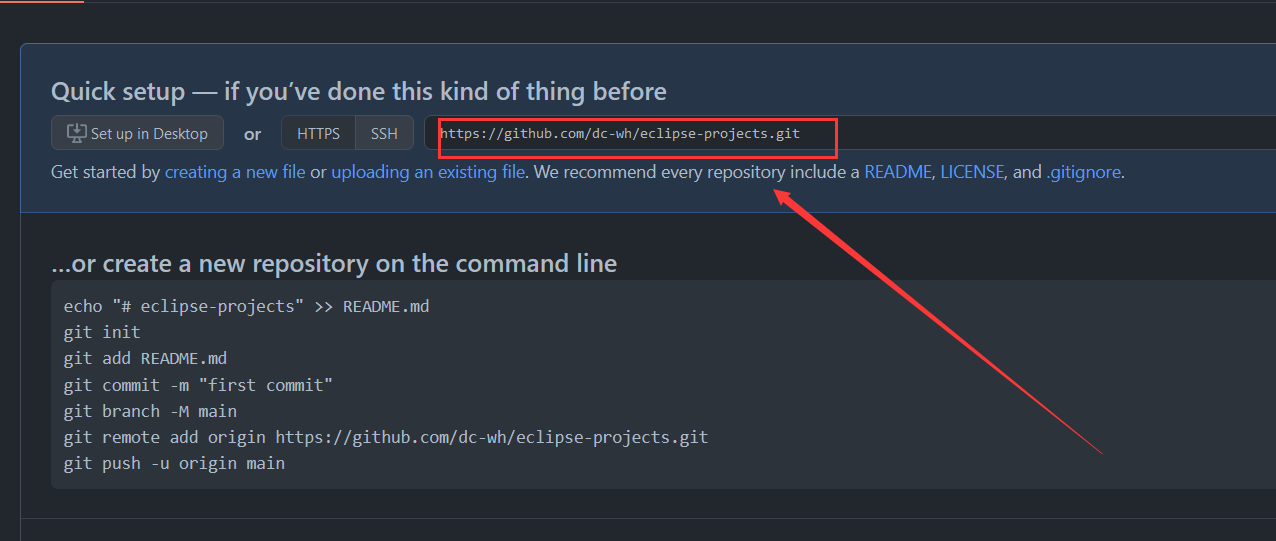 Quick setup — if you’ve done this kind of thing before
Set up in Desktop or HTTPS SSH https://github.com/dc-wh/eclipse-projects.git
Get started by creating a new file or uploading an existing file. We recommend every repository include a README, LICENSE, and .gitignore.
…or create a new repository on the command line
echo "# eclipse-projects" >> README.md
git init
git add README.md
git commit -m "first commit"
git branch -M main
git remote add origin https://github.com/dc-wh/eclipse-projects.git
git push -u origin main